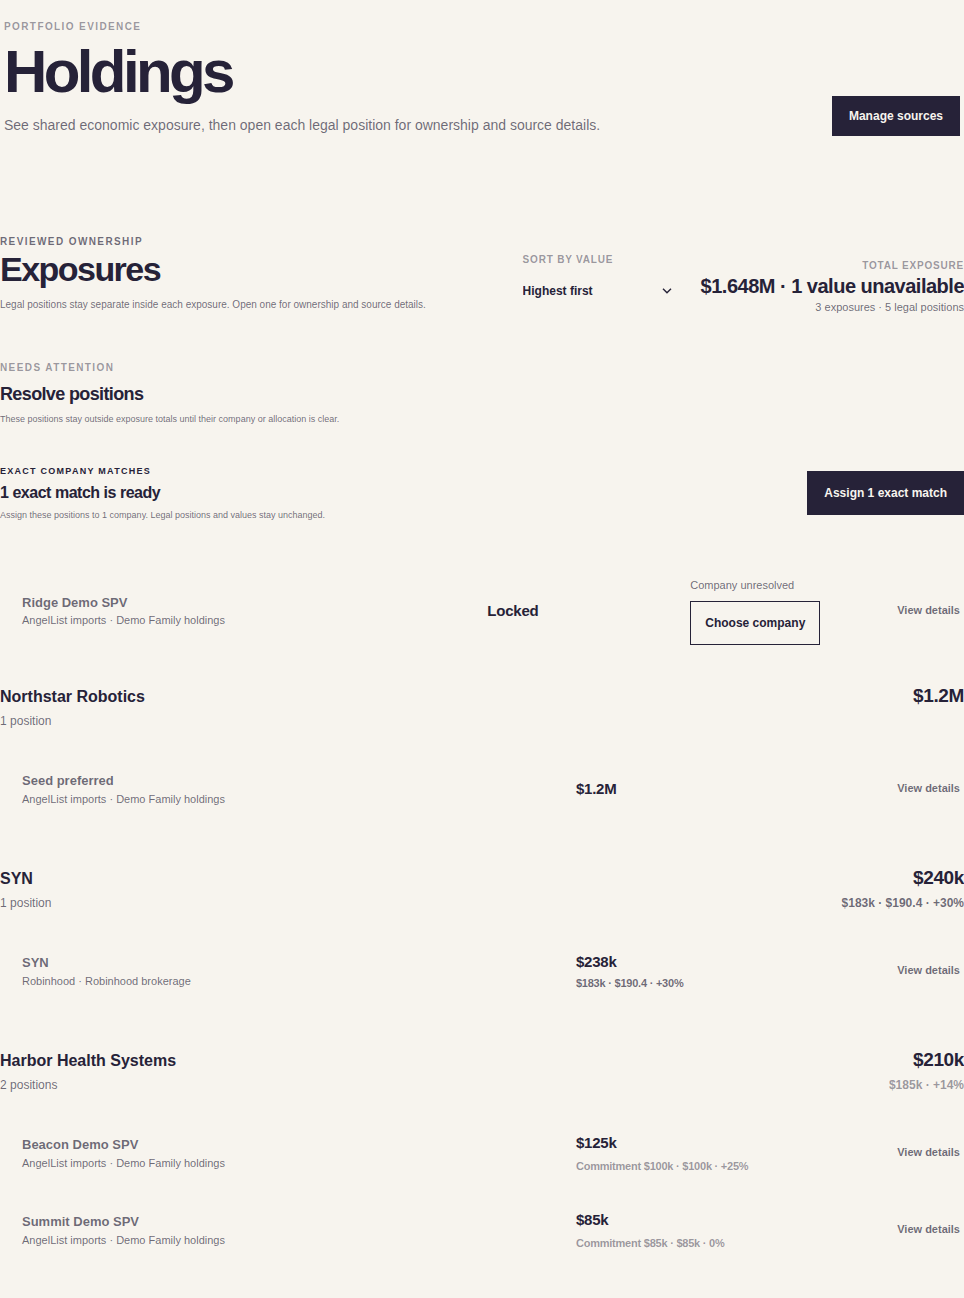 PORTFOLIO EVIDENCE
Holdings
See shared economic exposure, then open each legal position for ownership and source details.
Manage sources
REVIEWED OWNERSHIP
Exposures
Legal positions stay separate inside each exposure. Open one for ownership and source details.
SORT BY VALUE
Highest first
TOTAL EXPOSURE
$1.648M · 1 value unavailable
3 exposures · 5 legal positions
NEEDS ATTENTION
Resolve positions
These positions stay outside exposure totals until their company or allocation is clear.
EXACT COMPANY MATCHES
1 exact match is ready
Assign these positions to 1 company. Legal positions and values stay unchanged.
Assign 1 exact match
Ridge Demo SPV
AngelList imports · Demo Family holdings
Locked
Company unresolved
Choose company
View details
Northstar Robotics
1 position
$1.2M
Seed preferred
AngelList imports · Demo Family holdings
$1.2M
View details
SYN
1 position
$240k
$183k · $190.4 · +30%
SYN
Robinhood · Robinhood brokerage
$238k
$183k · $190.4 · +30%
View details
Harbor Health Systems
2 positions
$210k
$185k · +14%
Beacon Demo SPV
AngelList imports · Demo Family holdings
$125k
Commitment $100k · $100k · +25%
View details
Summit Demo SPV
AngelList imports · Demo Family holdings
$85k
Commitment $85k · $85k · 0%
View details